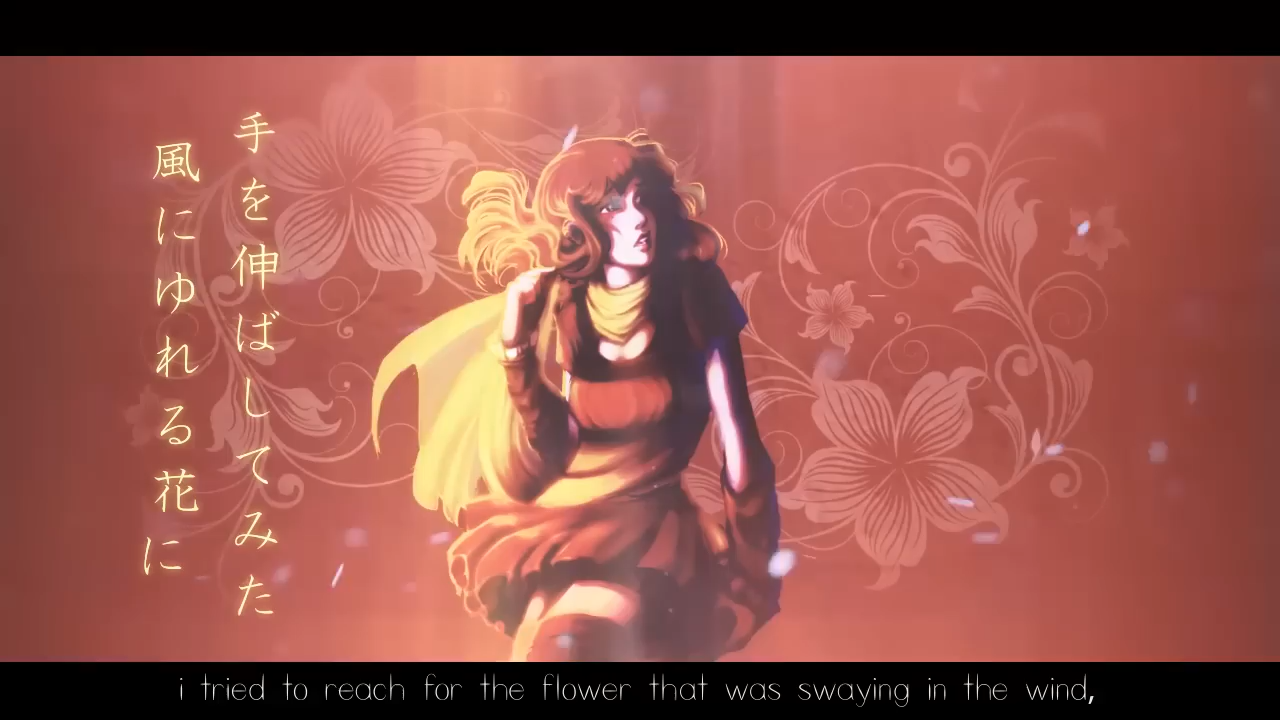 手を伸ばしてみた
風にゆれる花に
i tried to reach for the flower that was swaying in the wind,